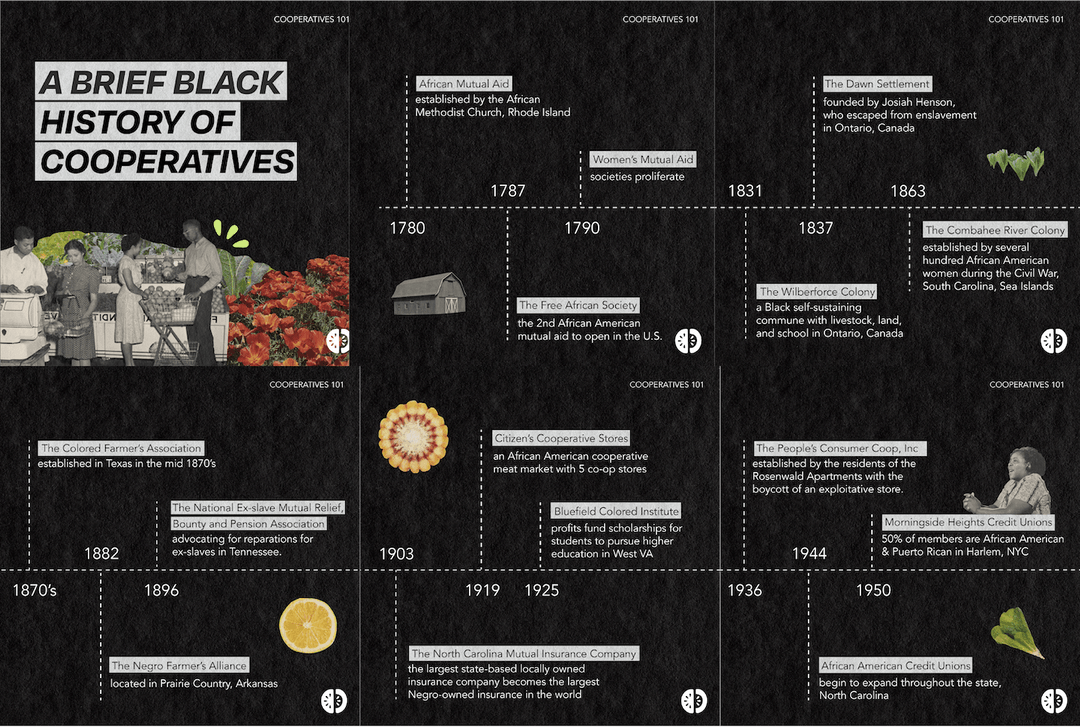 COOPERATIVES 101
A BRIEF BLACK
HISTORY OF
COOPERATIVES
COOPERATIVES 101
African Mutual Aid
established by the African
Methodist Church, Rhode Island
Women's Mutual Aid
societies proliferate
1787
1780
1790
The Free African Society
the 2nd African American
mutual aid to open in the U.S.
COOPERATIVES 101
The Dawn Settlement
founded by Josiah Henson,
who escaped from enslavement
in Ontario, Canada
1831
1863
1837
The Combahee River Colony
established by several
hundred African American
women during the Civil War,
South Carolina, Sea Islands
The Wilberforce Colony
a Black self-sustaining
commune with livestock, land,
and school in Ontario, Canada
COOPERATIVES 101
The Colored Farmer's Association
established in Texas in the mid 1870's
The National Ex-slave Mutual Relief,
Bounty and Pension Association
advocating for reparations for
ex-slaves in Tennessee.
1882
1870's
1896
The Negro Farmer's Alliance
located in Prairie Country, Arkansas
COOPERATIVES 101
Citizen's Cooperative Stores
an African American cooperative
meat market with 5 co-op stores
Bluefield Colored Institute
profits fund scholarships for
students to pursue higher
education in West VA
1903
1919
1925
The North Carolina Mutual Insurance Company
the largest state-based locally owned
insurance company becomes the largest
Negro-owned insurance in the world
COOPERATIVES 101
The People's Consumer Coop, Inc
established by the residents of the
Rosenwald Apartments with the
boycott of an exploitative store.
Morningside Heights Credit Unions
50% of members are African American
& Puerto Rican in Harlem, NYC
1944
1936
1950
African American Credit Unions
begin to expand throughout the state,
North Carolina